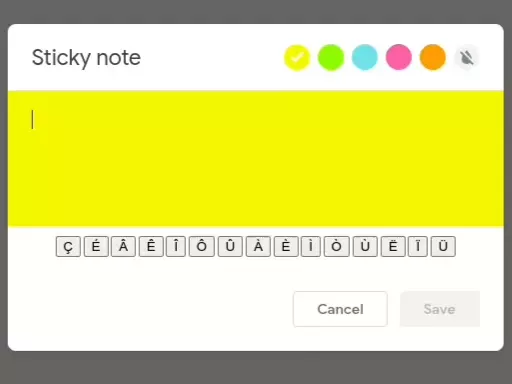 Sticky note
Ç É Â Ê Î Ô Û À È Ì Ò Ù Ë Ï Ü
Cancel Save